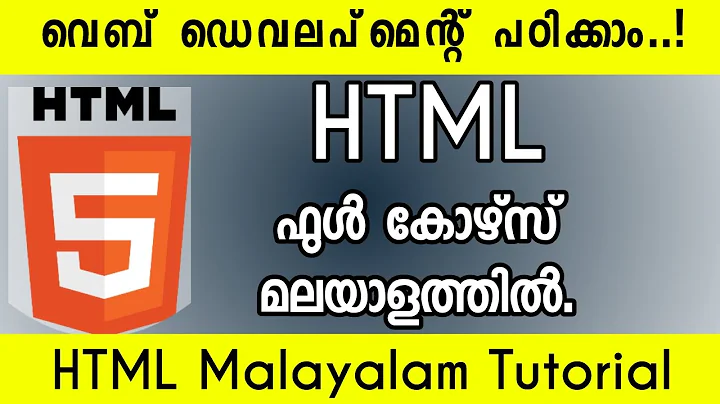 വെബ് ഡെവലപ്മെന്റ് പഠിക്കാം..!
HTML
5
HTML
ഫുൾ കോഴ്സ്
മലയാളത്തിൽ.
HTML Malayalam Tutorial